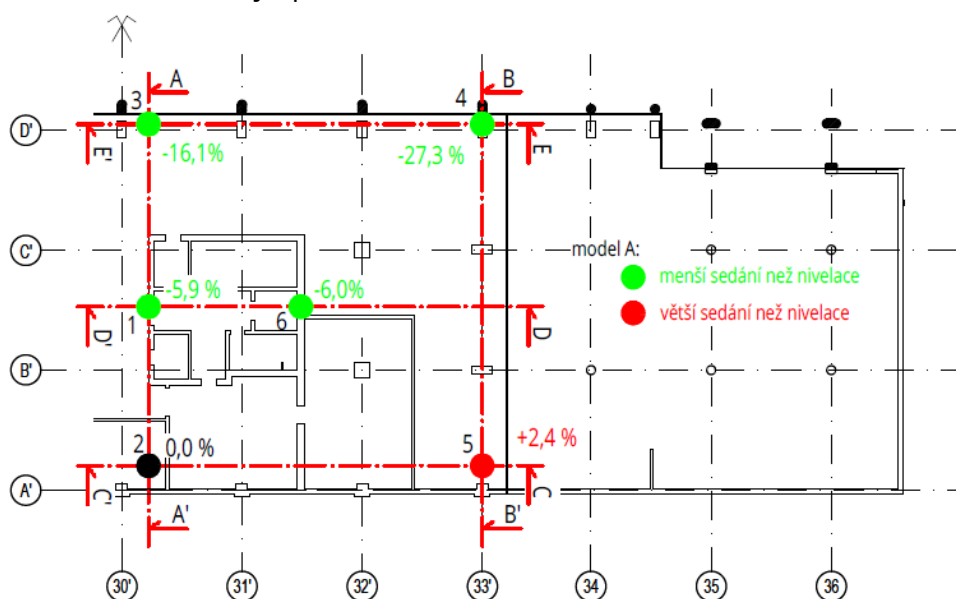 A
B
3
4
D'
E'
-16,1%
-27,3 %
E
C'
model A:
menší sedání než nivelace
-5,9 %
-6,0%
větší sedání než nivelace
1
6
D'
D
B'
+2,4 %
2
0,0 %
5
A'
C'
C
A'
B'
30'
31'
32'
33'
34
35
36